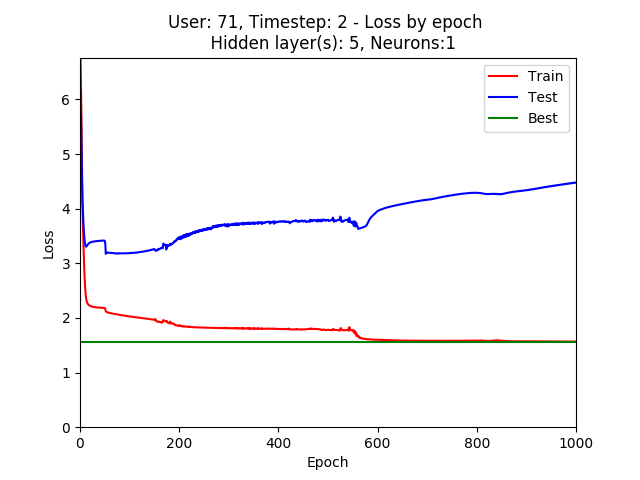 User: 71, Timestep: 2 - Loss by epoch
Hidden layer(s): 5, Neurons:1
Train
Test
Best
6
5
4
3
2
1
0
Loss
0 200 400 600 800 1000
Epoch